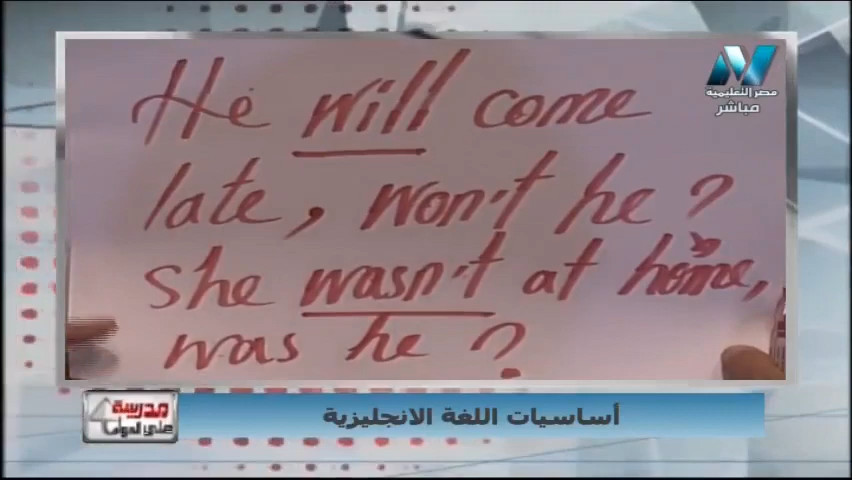 مصر التعليمية
مباشر
He will come
late, won't he?
she wasn't at home,
was he?
أساسيات اللغة الانجليزية
مدرسة
على الهواء